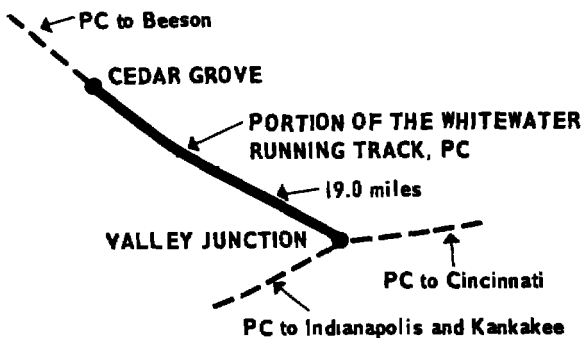 PC to Beeson
CEDAR GROVE
PORTION OF THE WHITEWATER
RUNNING TRACK, PC
19.0 miles
VALLEY JUNCTION
PC to Cincinnati
PC to Indianapolis and Kankakee